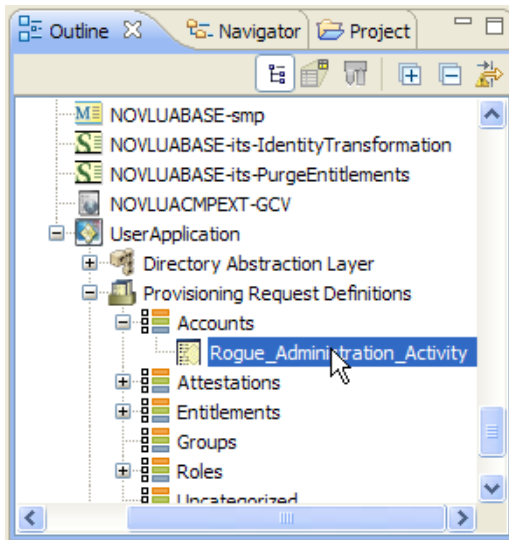 Outline Navigator Project
NOVLUABASE-smp
NOVLUABASE-its-IdentityTransformation
NOVLUABASE-its-PurgeEntitlements
NOVLUACMPEXT-GCV
UserApplication
Directory Abstraction Layer
Provisioning Request Definitions
Accounts
Rogue_Administration_Activity
Attestations
Entitlements
Groups
Roles
Uncategorized